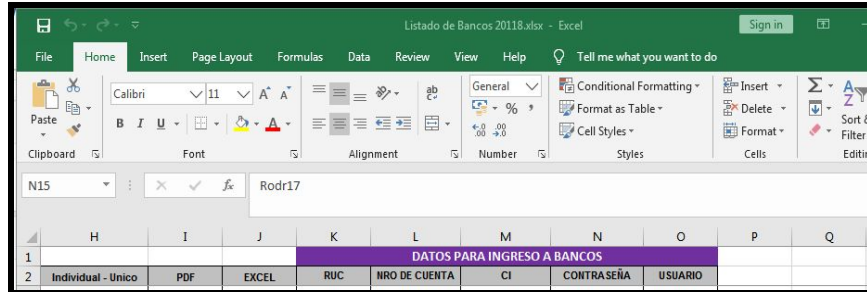 Listado de Bancos 20118.xlsx - Excel
Sign in
File Home Insert Page Layout Formulas Data Review View Help Tell me what you want to do
Paste
Calibri 11 A A
B I U A
ab
General
% ,
Conditional Formatting
Format as Table
Cell Styles
Insert
Delete
Format
Σ
A Z
Sort &
Filter
Clipboard Font Alignment Number Styles Cells
N15 fx Rodr17
H I J K L M N O P Q
1 DATOS PARA INGRESO A BANCOS
2 Individual - Unico PDF EXCEL RUC NRO DE CUENTA CI CONTRASEÑA USUARIO